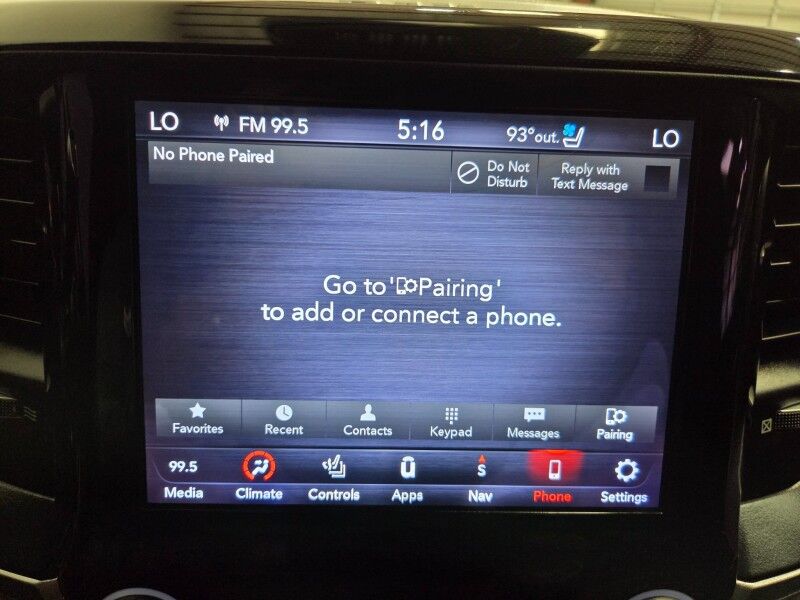 LO FM 99.5 5:16 93°out. LO
No Phone Paired
Do Not
Disturb
Reply with
Text Message
Go to 'Pairing'
to add or connect a phone.
Favorites Recent Contacts Keypad Messages Pairing
99.5 S
Media Climate Controls Apps Nav Phone Settings